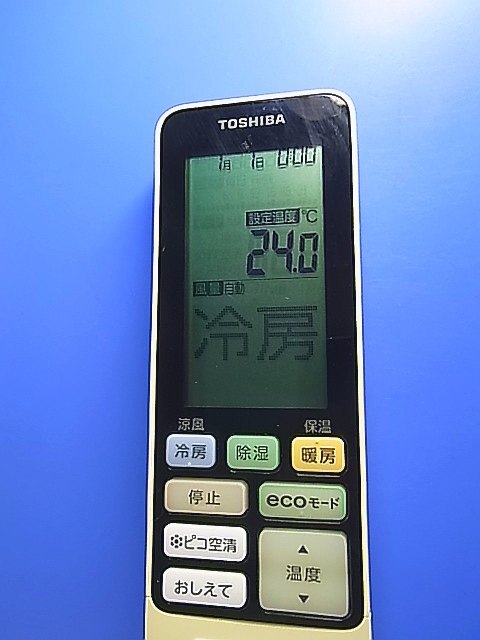 TOSHIBA
1月 1日 0:00
設定温度 ℃
24.0
風量 自動
冷房
涼風 保温
冷房 除湿 暖房
停止 ecoモード
ピコ空清
▲
温度
▼
おしえて